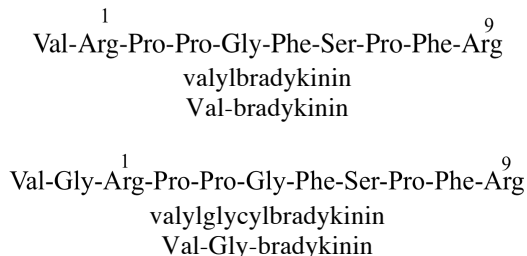 1 9
Val-Arg-Pro-Pro-Gly-Phe-Ser-Pro-Phe-Arg
valylbradykinin
Val-bradykinin
1 9
Val-Gly-Arg-Pro-Pro-Gly-Phe-Ser-Pro-Phe-Arg
valylglycylbradykinin
Val-Gly-bradykinin